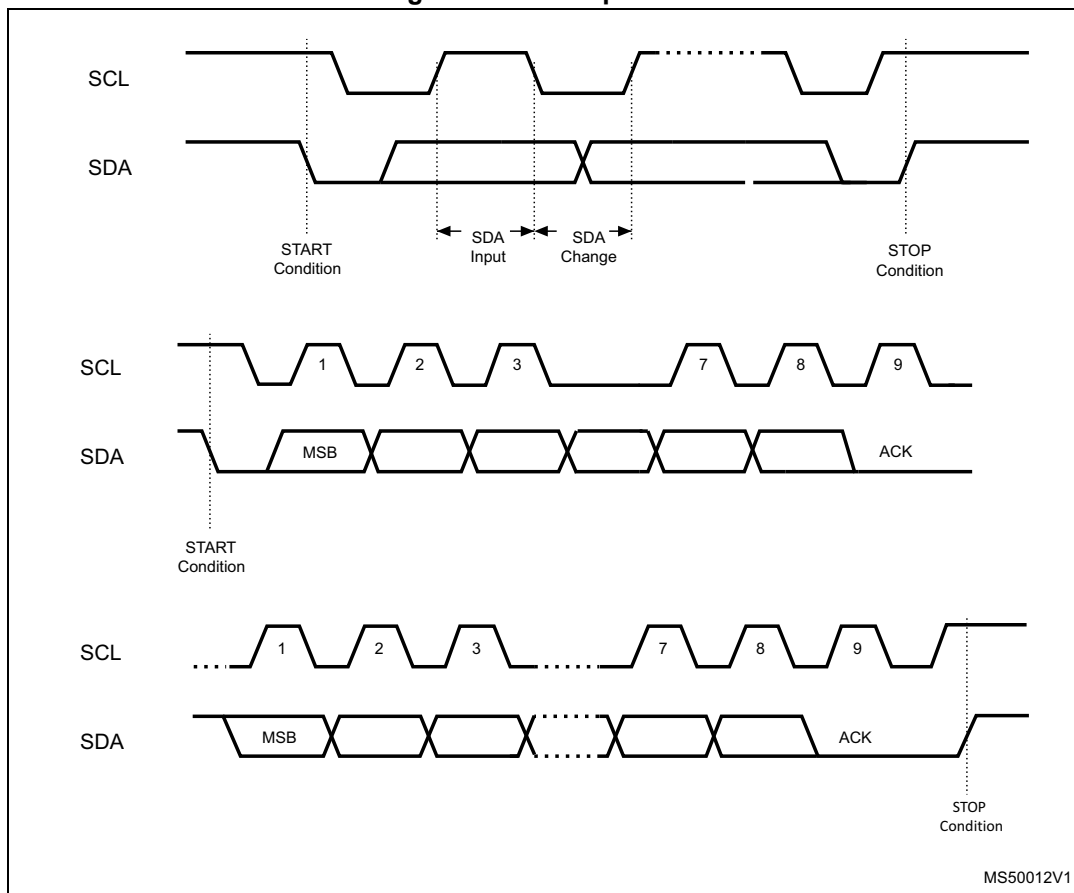 SCL
SDA
START
Condition
SDA
Input
SDA
Change
STOP
Condition
SCL
1 2 3 7 8 9
SDA
MSB ACK
START
Condition
SCL
1 2 3 7 8 9
SDA
MSB ACK
STOP
Condition
MS50012V1